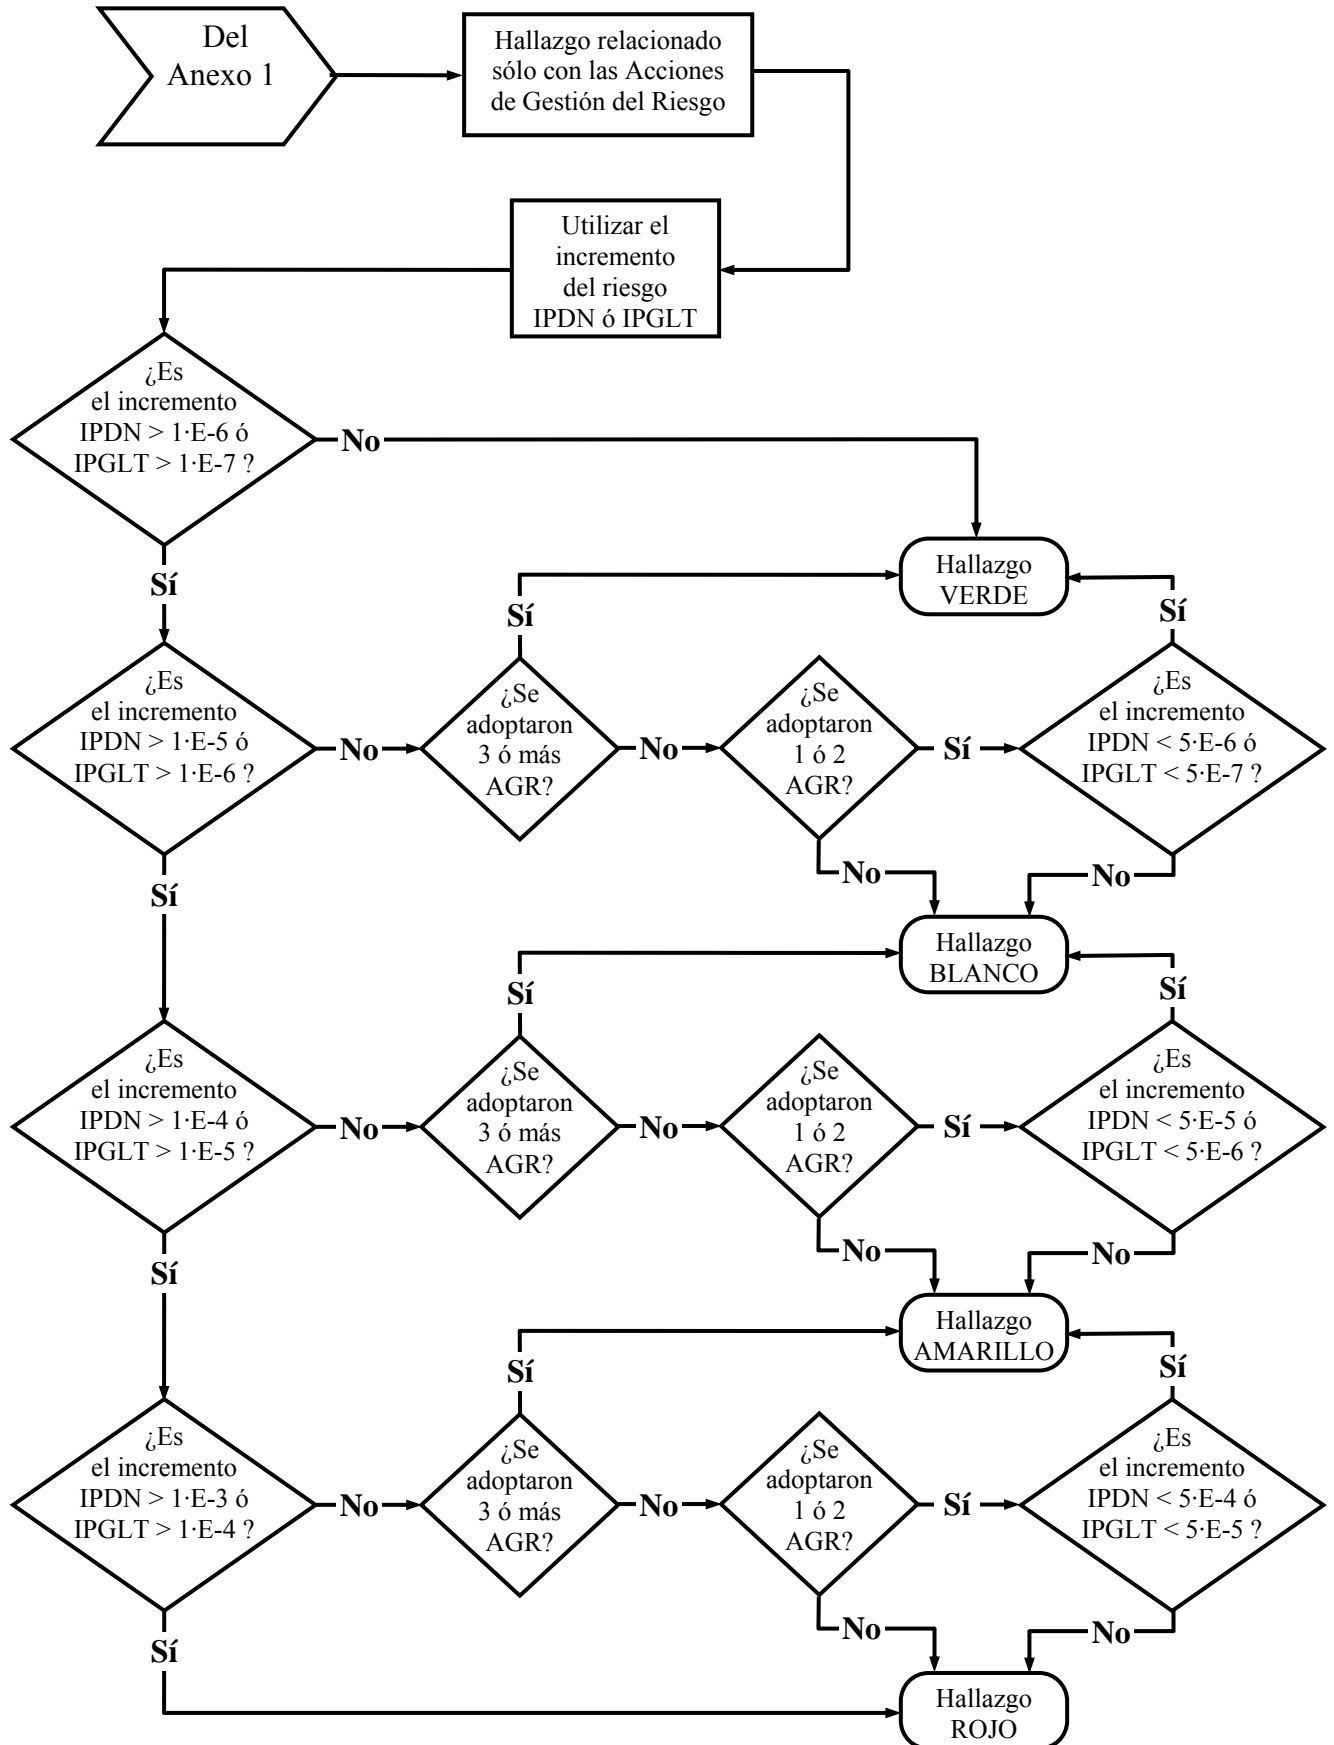 Del
Anexo 1
Hallazgo relacionado
sólo con las Acciones
de Gestión del Riesgo
Utilizar el
incremento
del riesgo
IPDN ó IPGLT
¿Es
el incremento
IPDN > 1·E-6 ó
IPGLT > 1·E-7 ?
No
Sí
Hallazgo
VERDE
¿Es
el incremento
IPDN > 1·E-5 ó
IPGLT > 1·E-6 ?
No
Sí
¿Se
adoptaron
3 ó más
AGR?
Sí
No
¿Se
adoptaron
1 ó 2
AGR?
Sí
No
¿Es
el incremento
IPDN < 5·E-6 ó
IPGLT < 5·E-7 ?
Sí
No
Hallazgo
BLANCO
¿Es
el incremento
IPDN > 1·E-4 ó
IPGLT > 1·E-5 ?
No
Sí
¿Se
adoptaron
3 ó más
AGR?
Sí
No
¿Se
adoptaron
1 ó 2
AGR?
Sí
No
¿Es
el incremento
IPDN < 5·E-5 ó
IPGLT < 5·E-6 ?
Sí
No
Hallazgo
AMARILLO
¿Es
el incremento
IPDN > 1·E-3 ó
IPGLT > 1·E-4 ?
No
Sí
¿Se
adoptaron
3 ó más
AGR?
Sí
No
¿Se
adoptaron
1 ó 2
AGR?
Sí
No
¿Es
el incremento
IPDN < 5·E-4 ó
IPGLT < 5·E-5 ?
Sí
No
Hallazgo
ROJO